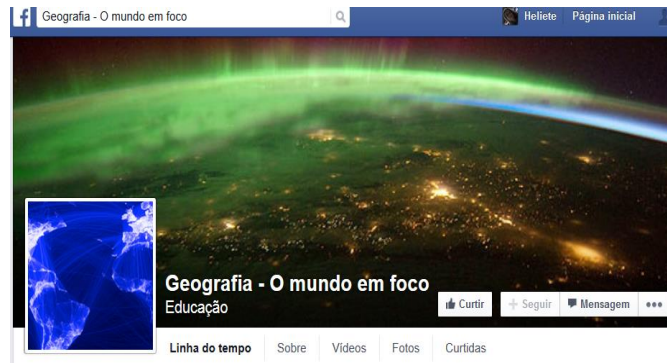 f Geografia - O mundo em foco Heliete Página inicial
Geografia - O mundo em foco
Educação
Curtir Seguir Mensagem
Linha do tempo Sobre Vídeos Fotos Curtidas